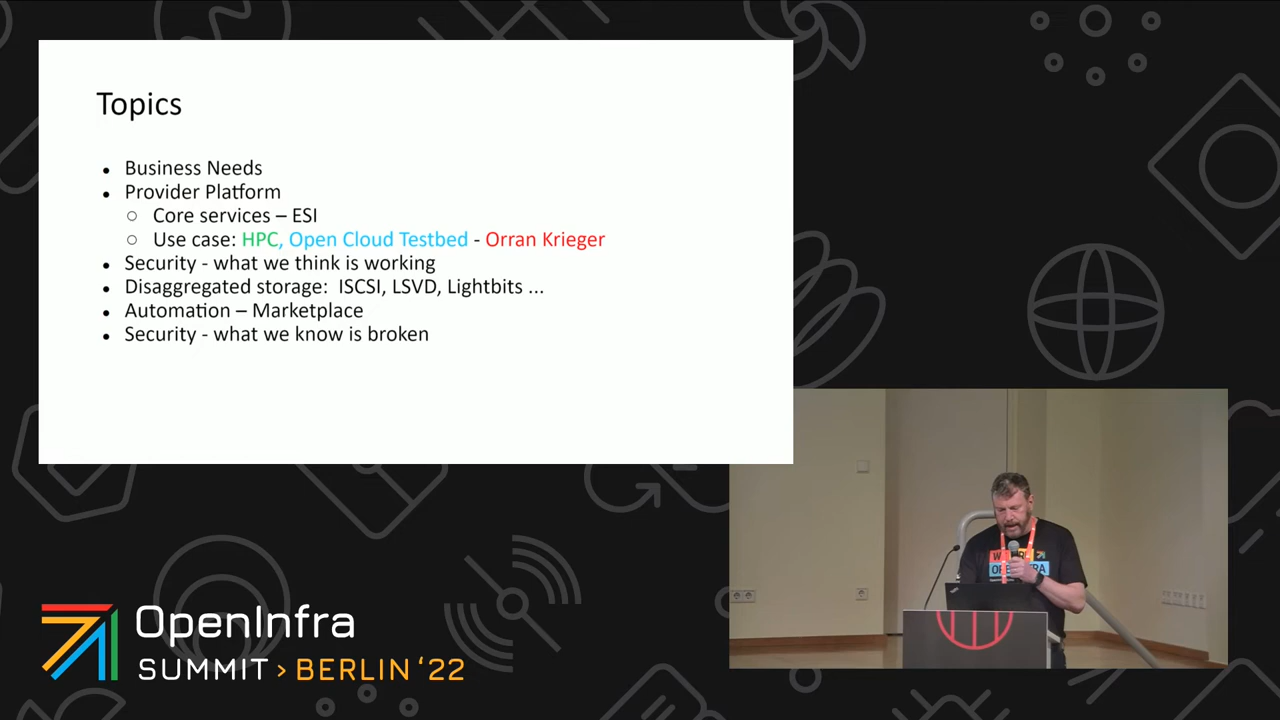 Topics
● Business Needs
● Provider Platform
○ Core services – ESI
○ Use case: HPC, Open Cloud Testbed - Orran Krieger
● Security - what we think is working
● Disaggregated storage: ISCSI, LSVD, Lightbits ...
● Automation – Marketplace
● Security - what we know is broken
OpenInfra
SUMMIT > BERLIN ‘22